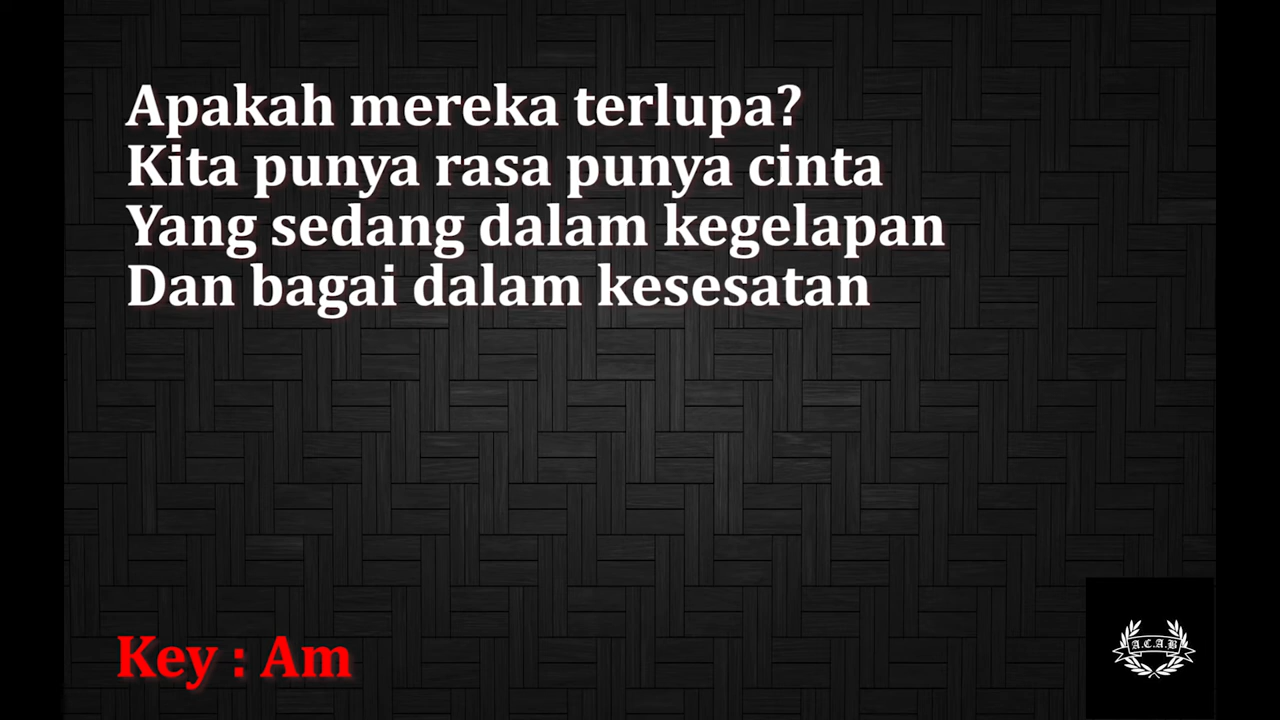 Apakah mereka terlupa?
Kita punya rasa punya cinta
Yang sedang dalam kegelapan
Dan bagai dalam kesesatan
Key : Am
A.C.A.B